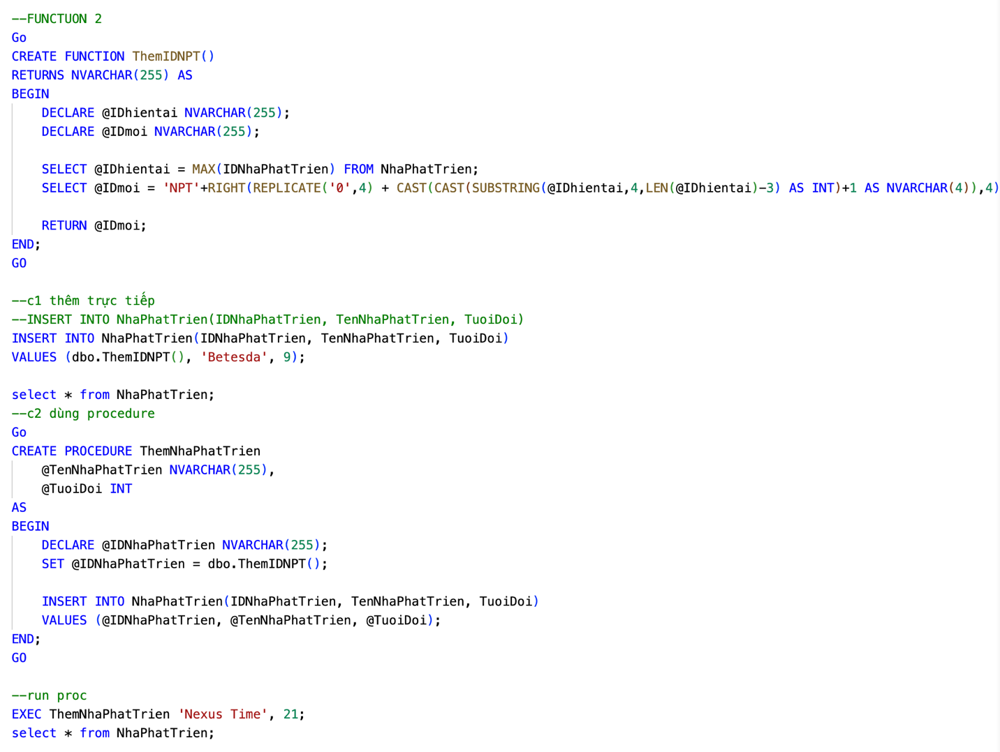 --FUNCTUON 2
Go
CREATE FUNCTION ThemIDNPT()
RETURNS NVARCHAR(255) AS
BEGIN
    DECLARE @IDhientai NVARCHAR(255);
    DECLARE @IDmoi NVARCHAR(255);

    SELECT @IDhientai = MAX(IDNhaPhatTrien) FROM NhaPhatTrien;
    SELECT @IDmoi = 'NPT'+RIGHT(REPLICATE('0',4) + CAST(CAST(SUBSTRING(@IDhientai,4,LEN(@IDhientai)-3) AS INT)+1 AS NVARCHAR(4)),4)

    RETURN @IDmoi;
END;
GO

--c1 thêm trực tiếp
--INSERT INTO NhaPhatTrien(IDNhaPhatTrien, TenNhaPhatTrien, TuoiDoi)
INSERT INTO NhaPhatTrien(IDNhaPhatTrien, TenNhaPhatTrien, TuoiDoi)
VALUES (dbo.ThemIDNPT(), 'Betesda', 9);

select * from NhaPhatTrien;
--c2 dùng procedure
Go
CREATE PROCEDURE ThemNhaPhatTrien
    @TenNhaPhatTrien NVARCHAR(255),
    @TuoiDoi INT
AS
BEGIN
    DECLARE @IDNhaPhatTrien NVARCHAR(255);
    SET @IDNhaPhatTrien = dbo.ThemIDNPT();

    INSERT INTO NhaPhatTrien(IDNhaPhatTrien, TenNhaPhatTrien, TuoiDoi)
    VALUES (@IDNhaPhatTrien, @TenNhaPhatTrien, @TuoiDoi);
END;
GO

--run proc
EXEC ThemNhaPhatTrien 'Nexus Time', 21;
select * from NhaPhatTrien;